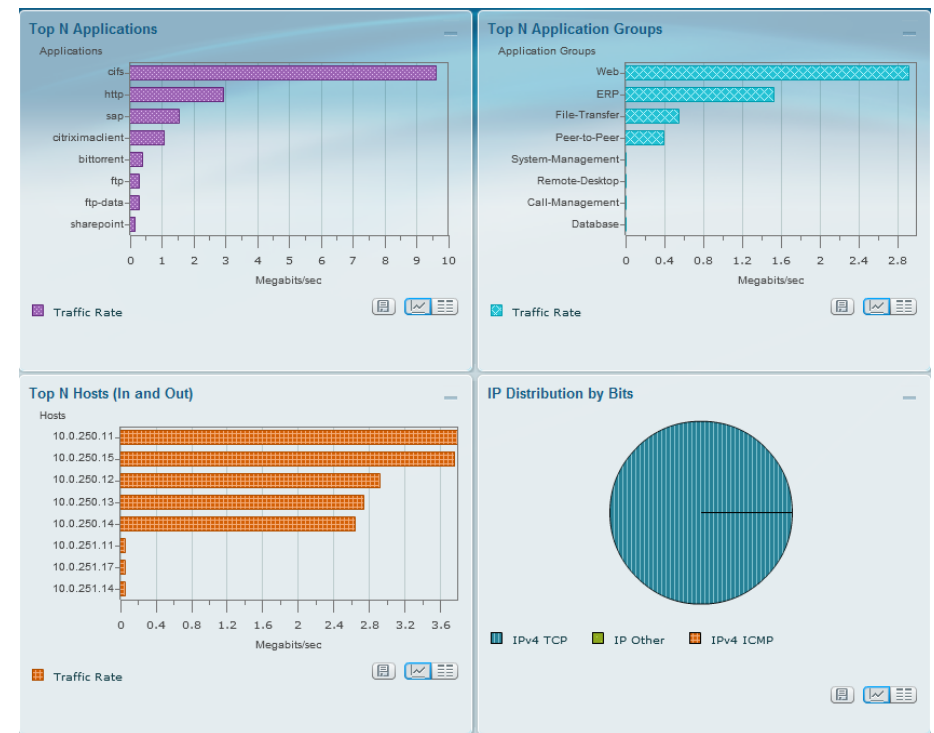 Top N Applications
Applications
cifs
http
sap
citriximaclient
bittorrent
ftp
ftp-data
sharepoint
0 1 2 3 4 5 6 7 8 9 10
Megabits/sec
Traffic Rate
Top N Application Groups
Application Groups
Web
ERP
File-Transfer
Peer-to-Peer
System-Management
Remote-Desktop
Call-Management
Database
0 0.4 0.8 1.2 1.6 2 2.4 2.8
Megabits/sec
Traffic Rate
Top N Hosts (In and Out)
Hosts
10.0.250.11
10.0.250.15
10.0.250.12
10.0.250.13
10.0.250.14
10.0.251.11
10.0.251.17
10.0.251.14
0 0.4 0.8 1.2 1.6 2 2.4 2.8 3.2 3.6
Megabits/sec
Traffic Rate
IP Distribution by Bits
IPv4 TCP IP Other IPv4 ICMP